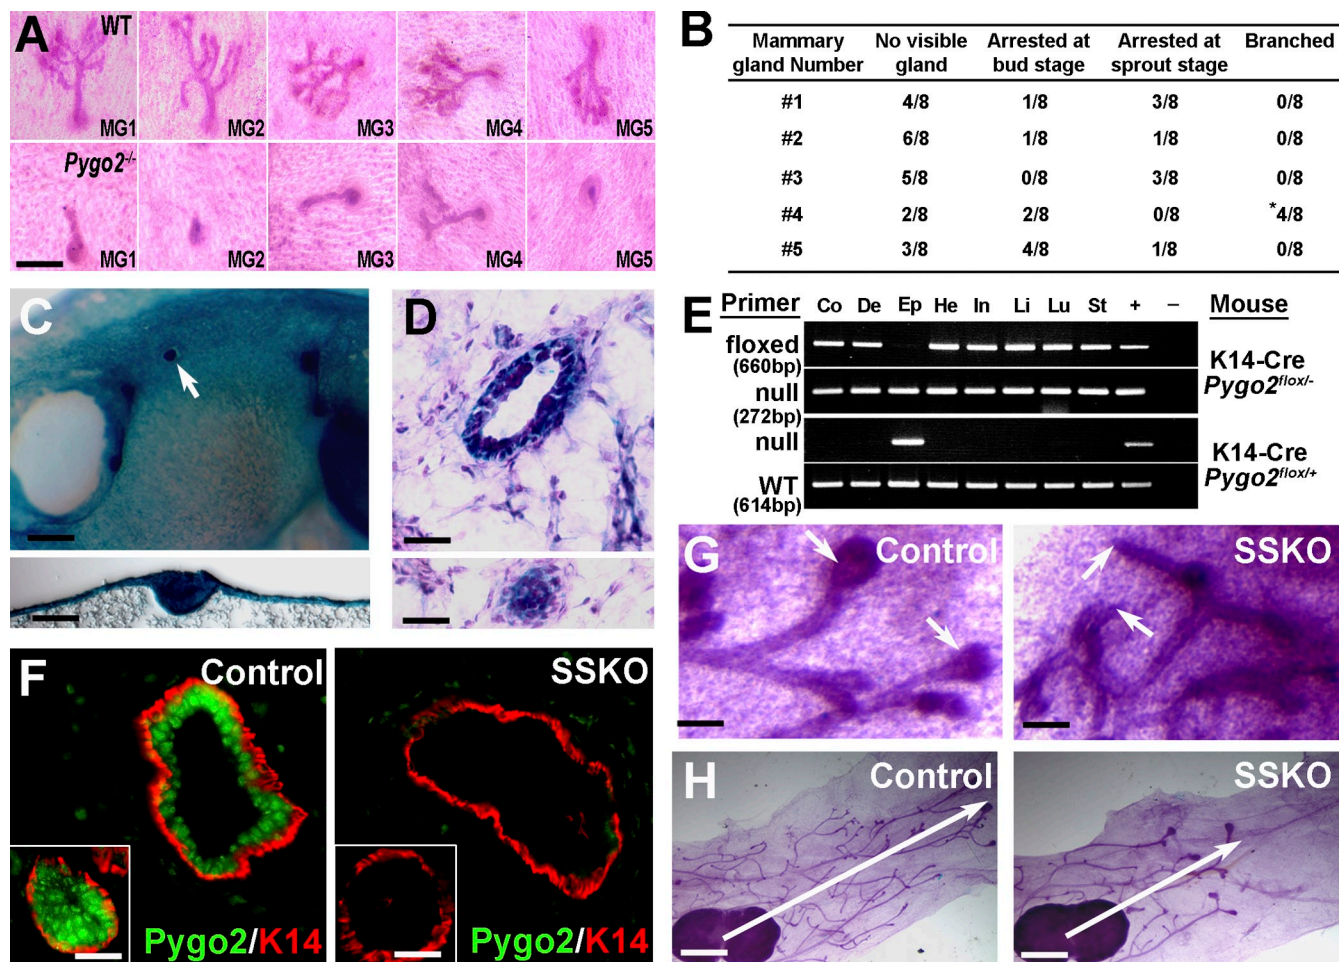 A
WT
MG1 MG2 MG3 MG4 MG5
Pygo2-/-
MG1 MG2 MG3 MG4 MG5
B
Mammary gland Number No visible gland Arrested at bud stage Arrested at sprout stage Branched
#1 4/8 1/8 3/8 0/8
#2 6/8 1/8 1/8 0/8
#3 5/8 0/8 3/8 0/8
#4 2/8 2/8 0/8 *4/8
#5 3/8 4/8 1/8 0/8
C
D
E
Primer Co De Ep He In Li Lu St + – Mouse
floxed
(660bp)
K14-Cre
Pygo2flox/-
null
(272bp)
null
K14-Cre
Pygo2flox/+
WT
(614bp)
F
Control
Pygo2/K14
SSKO
Pygo2/K14
G
Control
SSKO
H
Control
SSKO